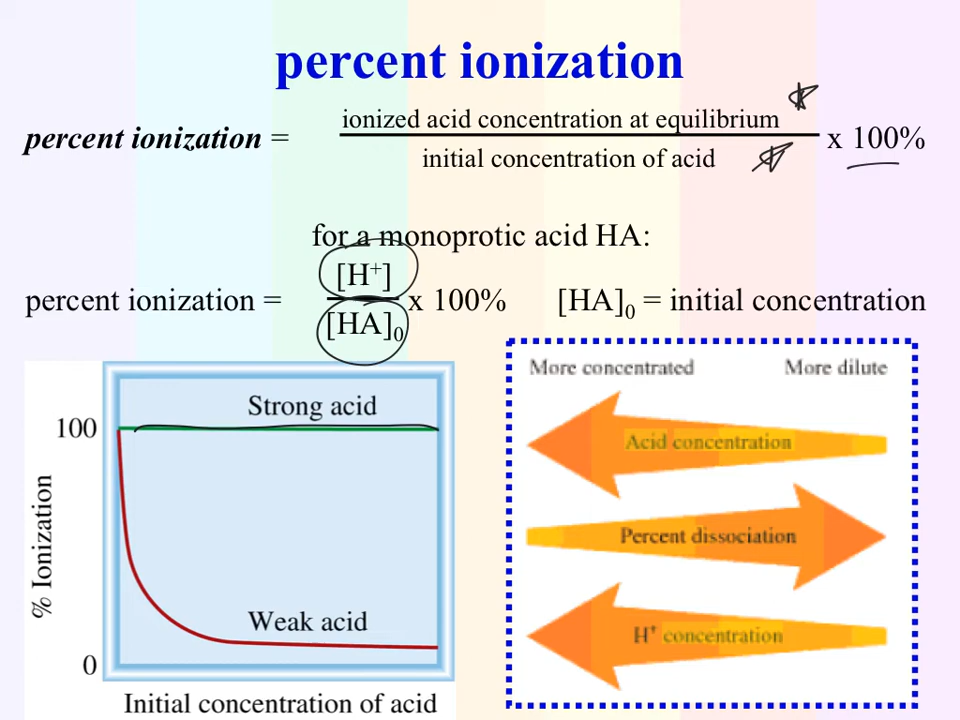 percent ionization
percent ionization = ionized acid concentration at equilibrium / initial concentration of acid x 100%
for a monoprotic acid HA:
percent ionization = [H⁺] / [HA]₀ x 100% [HA]₀ = initial concentration
100
0
% Ionization
Strong acid
Weak acid
Initial concentration of acid
More concentrated More dilute
Acid concentration
Percent dissociation
H⁺ concentration